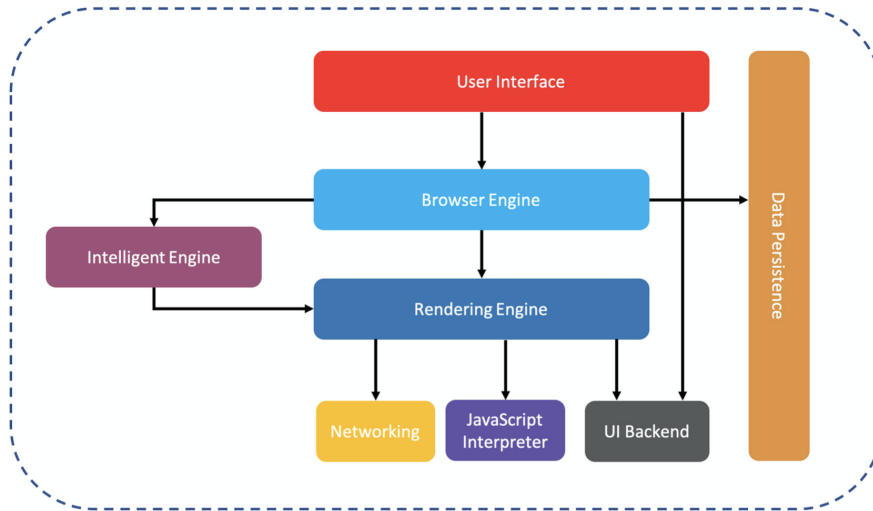 User Interface
Browser Engine
Intelligent Engine
Rendering Engine
Networking
JavaScript
Interpreter
UI Backend
Data Persistence